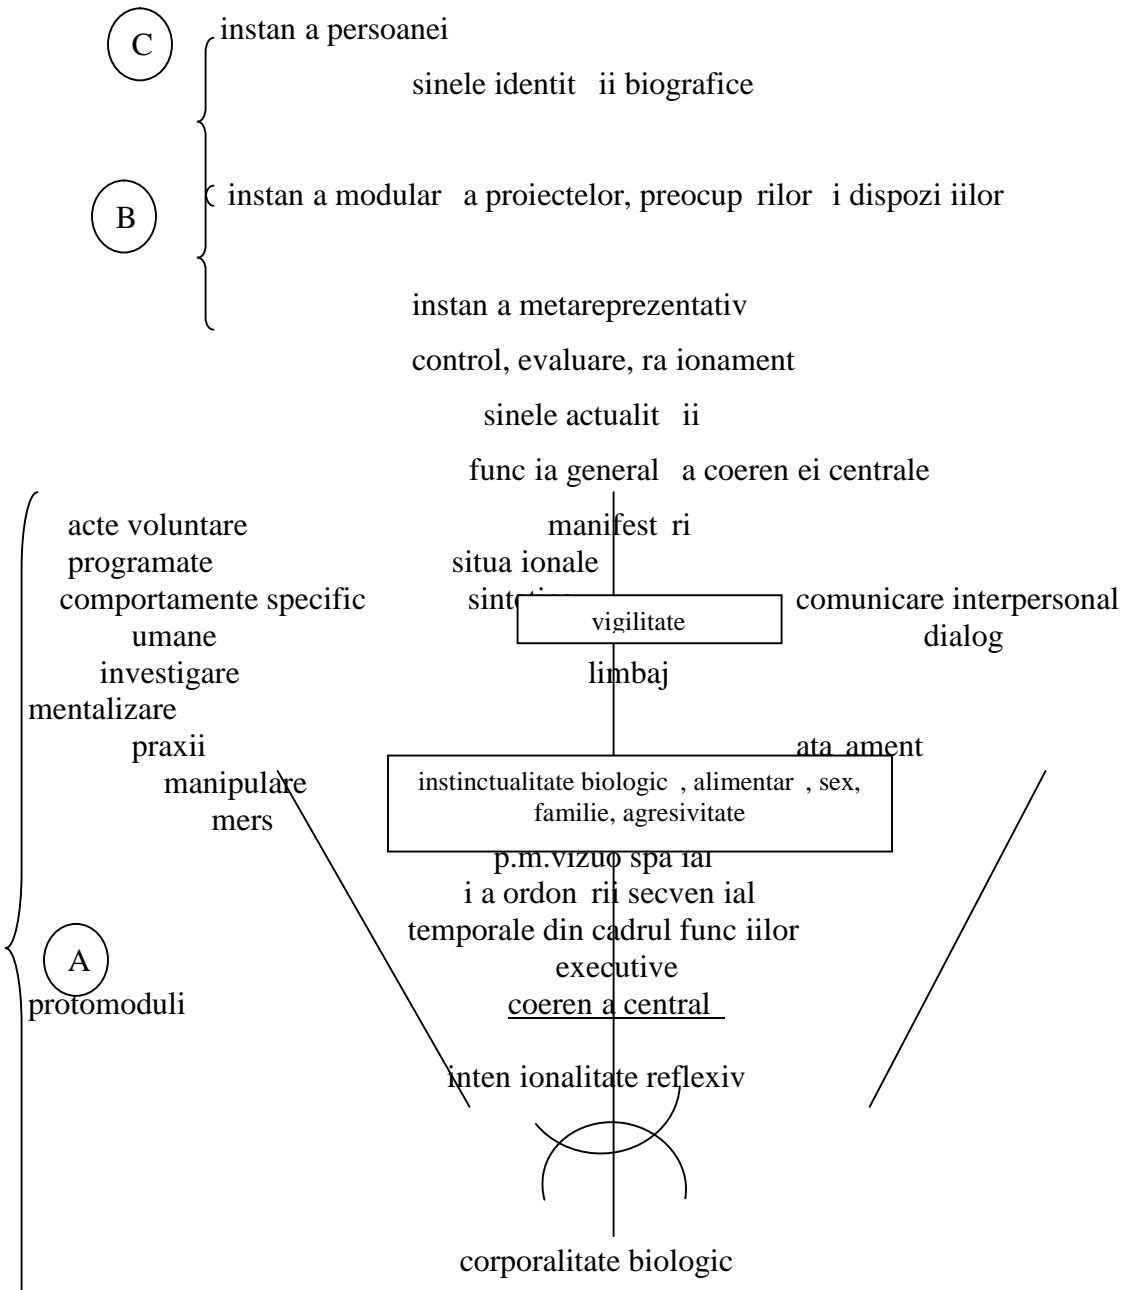 C
instan a persoanei
sinele identit ii biografice
B
instan a modular a proiectelor, preocup rilor i dispozi iilor
instan a metareprezentativ
control, evaluare, ra ionament
sinele actualit ii
func ia general a coeren ei centrale
acte voluntare manifest ri
programate situa ionale
comportamente specific comunicare interpersonal
vigilitate
umane dialog
investigare limbaj
mentalizare
praxii ata ament
manipulare
instinctualitate biologic , alimentar , sex,
familie, agresivitate
mers
p.m.vizuo spa ial
i a ordon rii secven ial
temporale din cadrul func iilor
A
executive
protomoduli coeren a central
inten ionalitate reflexiv
corporalitate biologic